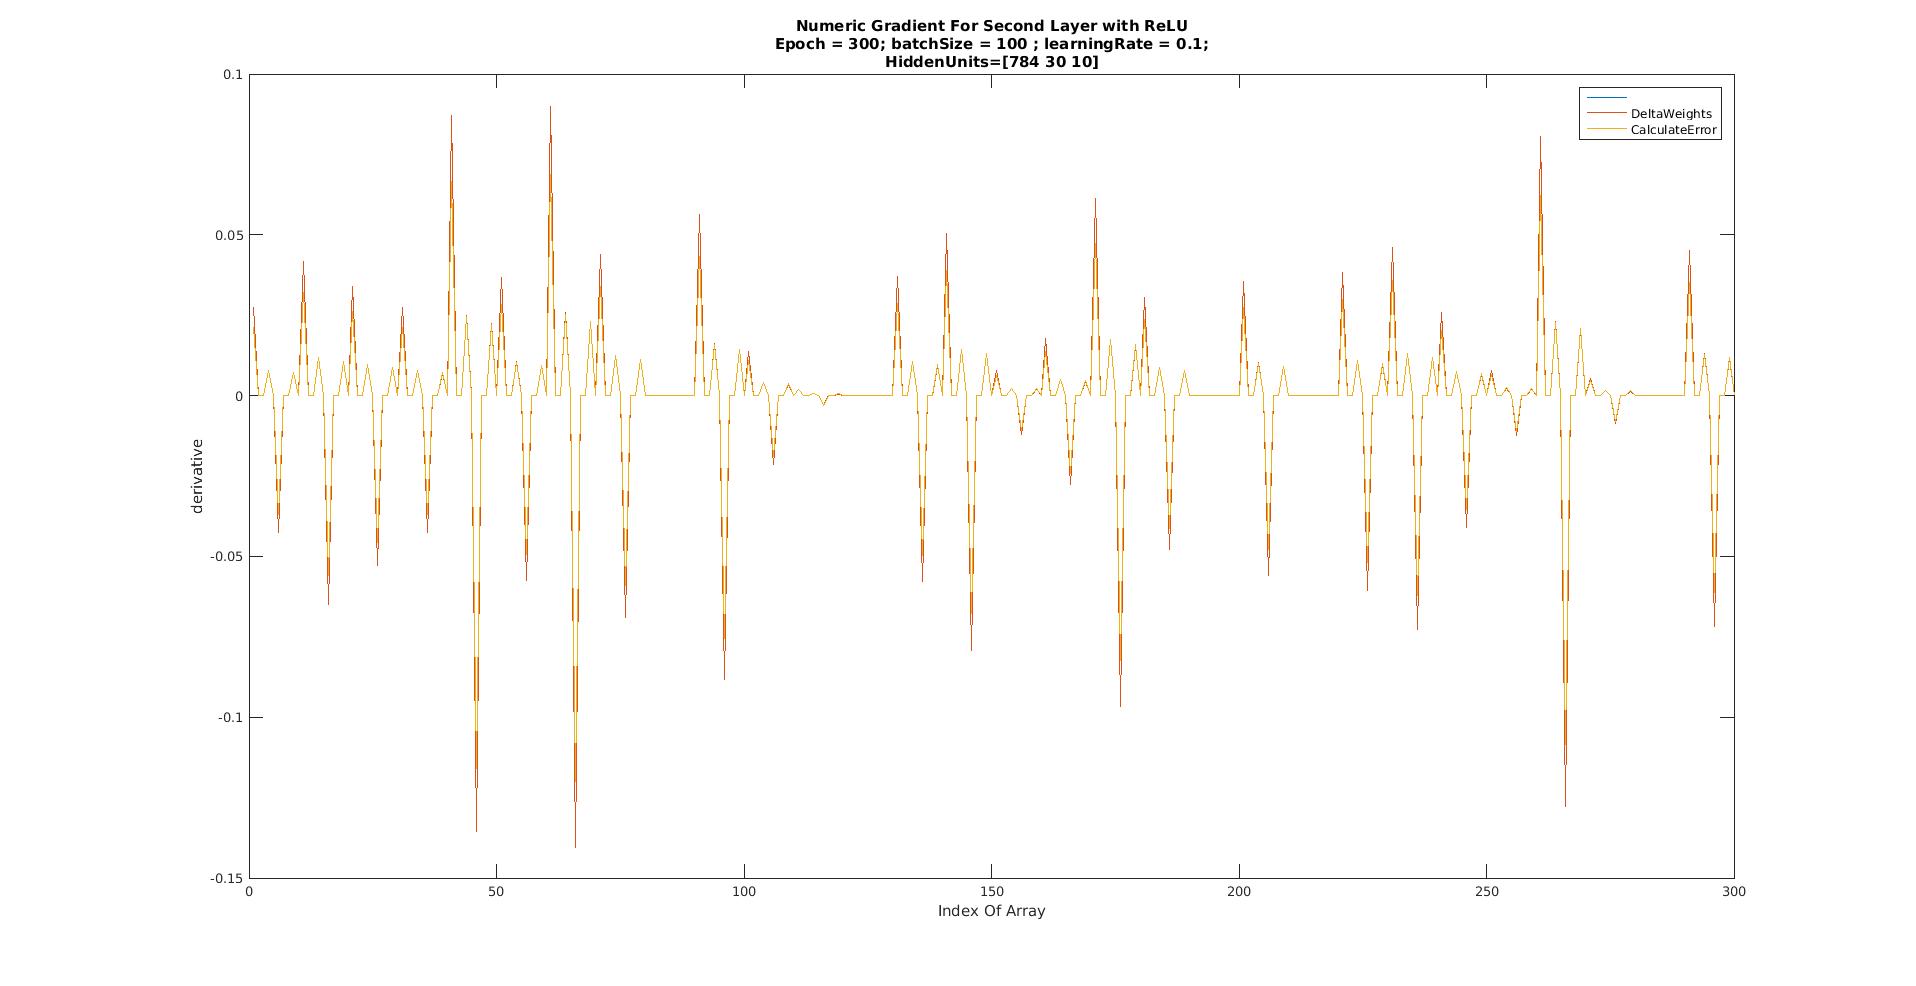 Numeric Gradient For Second Layer with ReLU
Epoch = 300; batchSize = 100 ; learningRate = 0.1;
HiddenUnits=[784 30 10]
DeltaWeights
CalculateError
0.1
0.05
0
-0.05
-0.1
-0.15
derivative
0 50 100 150 200 250 300
Index Of Array